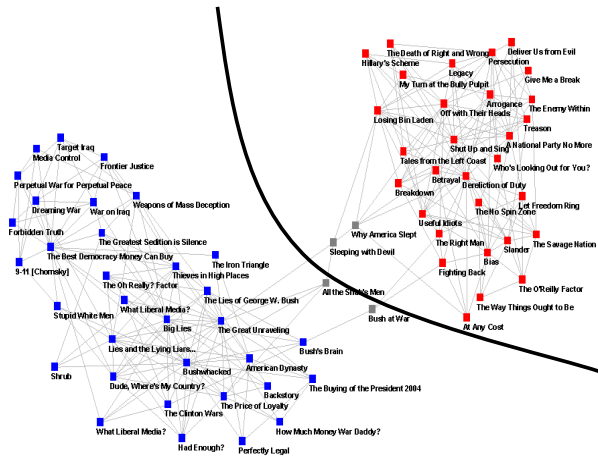 Deliver Us from Evil
The Death of Right and Wrong
Persecution
Hillary's Scheme
Legacy
Give Me a Break
My Turn at the Bully Pulpit
Arrogance
The Enemy Within
Off with Their Heads
Losing Bin Laden
Treason
A National Party No More
Shut Up and Sing
Tales from the Left Coast
Who's Looking Out for You?
Betrayal
Dereliction of Duty
Breakdown
Let Freedom Ring
The No Spin Zone
Useful Idiots
Why America Slept
The Right Man
Slander
The Savage Nation
Sleeping with Devil
Bias
Fighting Back
The O'Reilly Factor
All the Shah's Men
The Way Things Ought to Be
Bush at War
At Any Cost
Target Iraq
Media Control
Frontier Justice
Perpetual War for Perpetual Peace
Dreaming War
War on Iraq
Weapons of Mass Deception
Forbidden Truth
The Greatest Sedition is Silence
The Best Democracy Money Can Buy
The Iron Triangle
9-11 [Chomsky]
Thieves in High Places
The Oh Really? Factor
The Lies of George W. Bush
What Liberal Media?
Stupid White Men
Big Lies
The Great Unraveling
Lies and the Lying Liars...
Bush's Brain
American Dynasty
Bushwhacked
Shrub
Dude, Where's My Country?
The Buying of the President 2004
Backstory
The Price of Loyalty
The Clinton Wars
What Liberal Media?
How Much Money War Daddy?
Had Enough?
Perfectly Legal